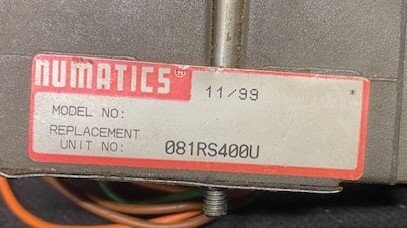 numatics® 11/99 *
MODEL NO:
REPLACEMENT
UNIT NO: 081RS400U